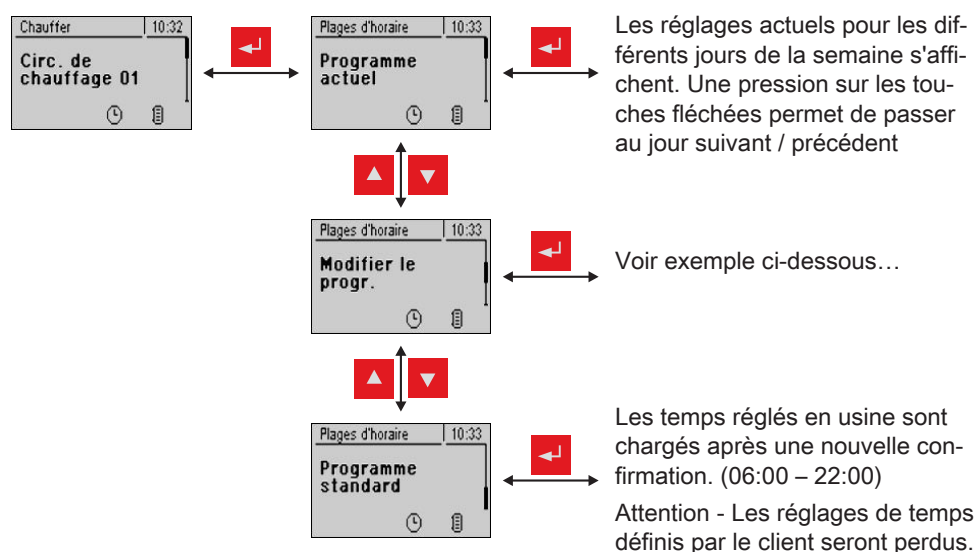 Chauffer 10:32
Circ. de
chauffage 01
Plages d'horaire 10:33
Programme
actuel
Les réglages actuels pour les dif-
férents jours de la semaine s'affi-
chent. Une pression sur les tou-
ches fléchées permet de passer
au jour suivant / précédent
Plages d'horaire 10:33
Modifier le
progr.
Voir exemple ci-dessous…
Plages d'horaire 10:33
Programme
standard
Les temps réglés en usine sont
chargés après une nouvelle con-
firmation. (06:00 – 22:00)
Attention - Les réglages de temps
définis par le client seront perdus.